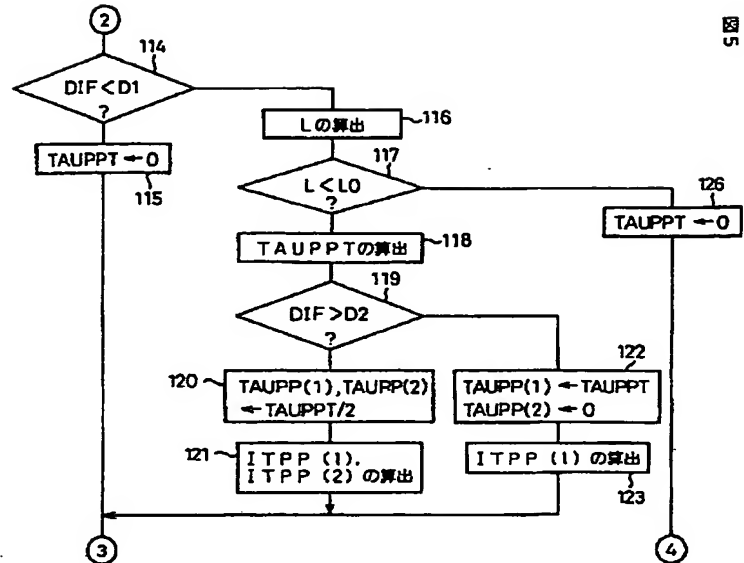 図5
②
114
DIF<D1
?
TAUPPT←0
115
Lの算出
116
117
L<L0
?
126
TAUPPT←0
TAUPPTの算出
118
119
DIF>D2
?
120
TAUPP(1),TAUPP(2)
←TAUPPT/2
122
TAUPP(1)←TAUPPT
TAUPP(2)←0
121
ITPP(1).
ITPP(2)の算出
ITPP(1)の算出
123
③
④